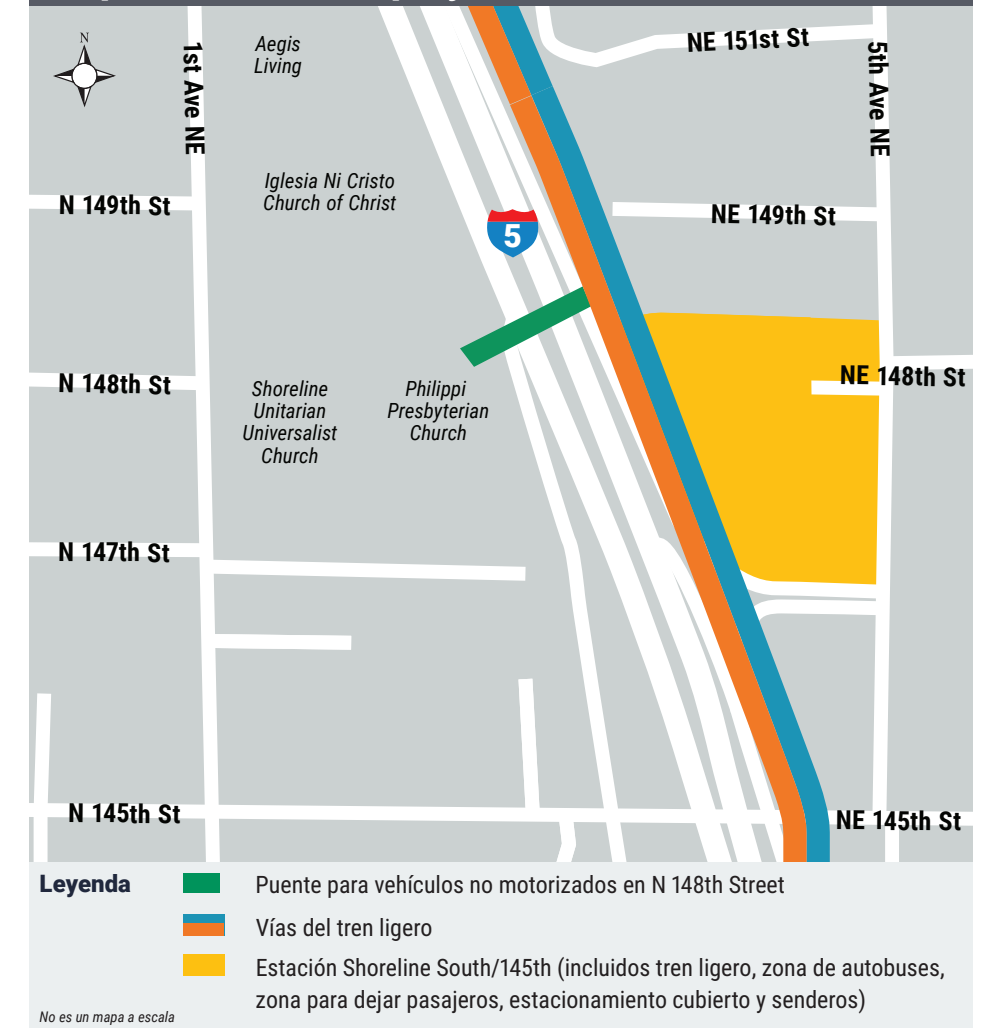 N
1st Ave NE
Aegis
Living
NE 151st St
5th Ave NE
Iglesia Ni Cristo
Church of Christ
N 149th St
NE 149th St
5
N 148th St
NE 148th St
Shoreline
Unitarian
Universalist
Church
Philippi
Presbyterian
Church
N 147th St
N 145th St
NE 145th St
Leyenda
Puente para vehículos no motorizados en N 148th Street
Vías del tren ligero
Estación Shoreline South/145th (incluidos tren ligero, zona de autobuses,
zona para dejar pasajeros, estacionamiento cubierto y senderos)
No es un mapa a escala